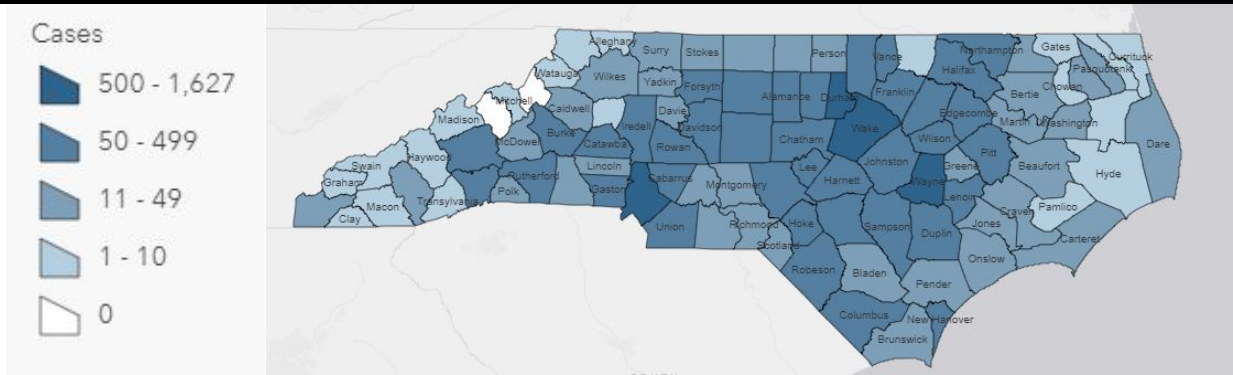 Cases
500 - 1,627
50 - 499
11 - 49
1 - 10
0
Alleghany
Surry
Stokes
Person
Vance
Northampton
Gates
Currituck
Watauga
Wilkes
Yadkin
Forsyth
Alamance
Durham
Franklin
Halifax
Bertie
Chowan
Pasquotank
Mitchell
Madison
Caldwell
Davie
Iredell
Davidson
Wake
Edgecombe
Martin
Washington
Dare
McDowell
Burke
Catawba
Rowan
Chatham
Wilson
Pitt
Beaufort
Hyde
Haywood
Swain
Graham
Rutherford
Lincoln
Lee
Johnston
Greene
Macon
Clay
Transylvania
Polk
Gaston
Cabarrus
Montgomery
Harnett
Wayne
Lenoir
Craven
Pamlico
Jones
Carteret
Union
Richmond
Scotland
Hoke
Sampson
Duplin
Onslow
Robeson
Bladen
Pender
Columbus
New Hanover
Brunswick